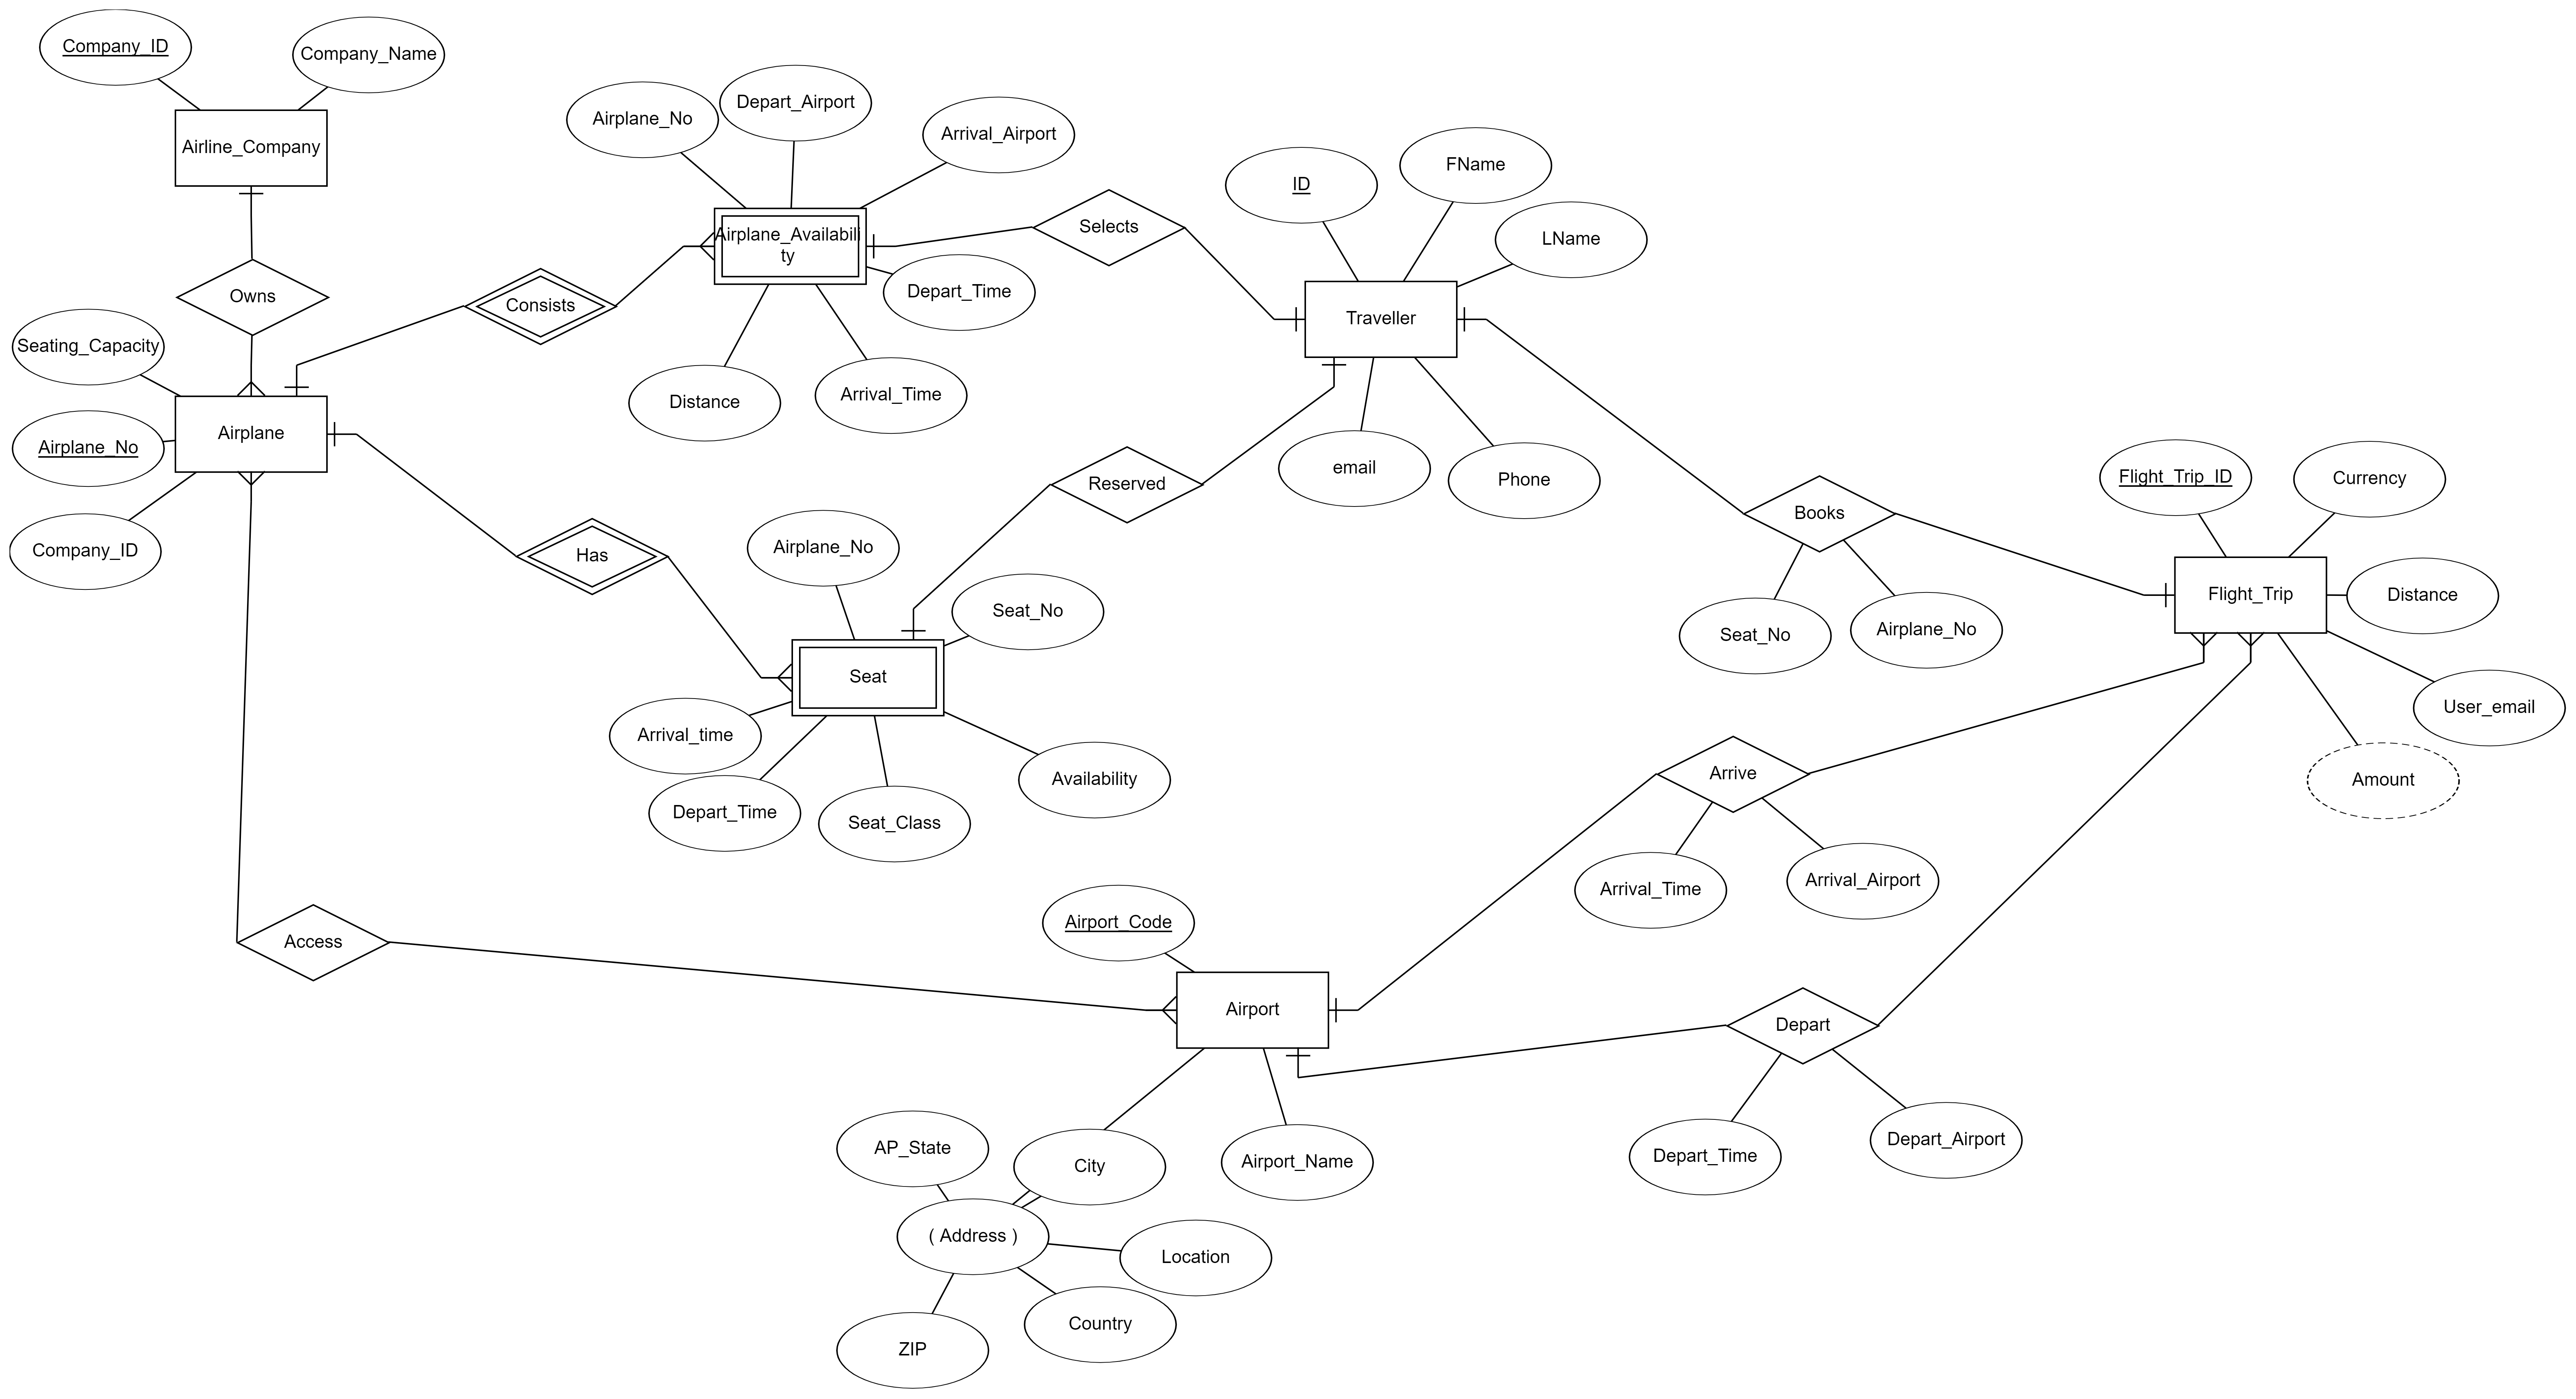 Company_ID
Company_Name
Airline_Company
Owns
Seating_Capacity
Airplane
Airplane_No
Company_ID
Consists
Airplane_No
Depart_Airport
Arrival_Airport
Airplane_Availabili
ty
Depart_Time
Distance
Arrival_Time
Selects
ID
FName
LName
Traveller
email
Phone
Reserved
Has
Airplane_No
Seat_No
Seat
Arrival_time
Depart_Time
Seat_Class
Availability
Books
Seat_No
Airplane_No
Flight_Trip_ID
Currency
Flight_Trip
Distance
User_email
Amount
Arrive
Arrival_Time
Arrival_Airport
Access
Airport_Code
Airport
Depart
Depart_Time
Depart_Airport
AP_State
City
Airport_Name
( Address )
Location
Country
ZIP